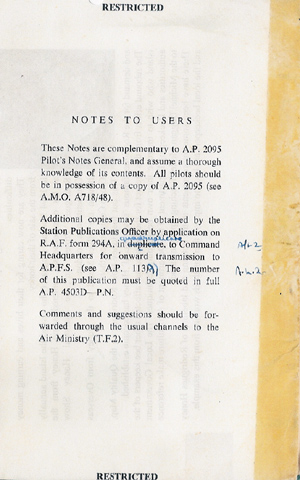 RESTRICTED
NOTES TO USERS
These Notes are complementary to A.P. 2095
Pilot's Notes General, and assume a thorough
knowledge of its contents. All pilots should
be in possession of a copy of A.P. 2095 (see
A.M.O. A718/48).
Additional copies may be obtained by the
Station Publications Officer by application on
R.A.F. form 294A, in duplicate, to Command
Headquarters for onward transmission to
A.P.F.S. (see A.P. 113). The number
of this publication must be quoted in full
A.P. 4503D—P.N.
Comments and suggestions should be for-
warded through the usual channels to the
Air Ministry (T.F.2).
RESTRICTED